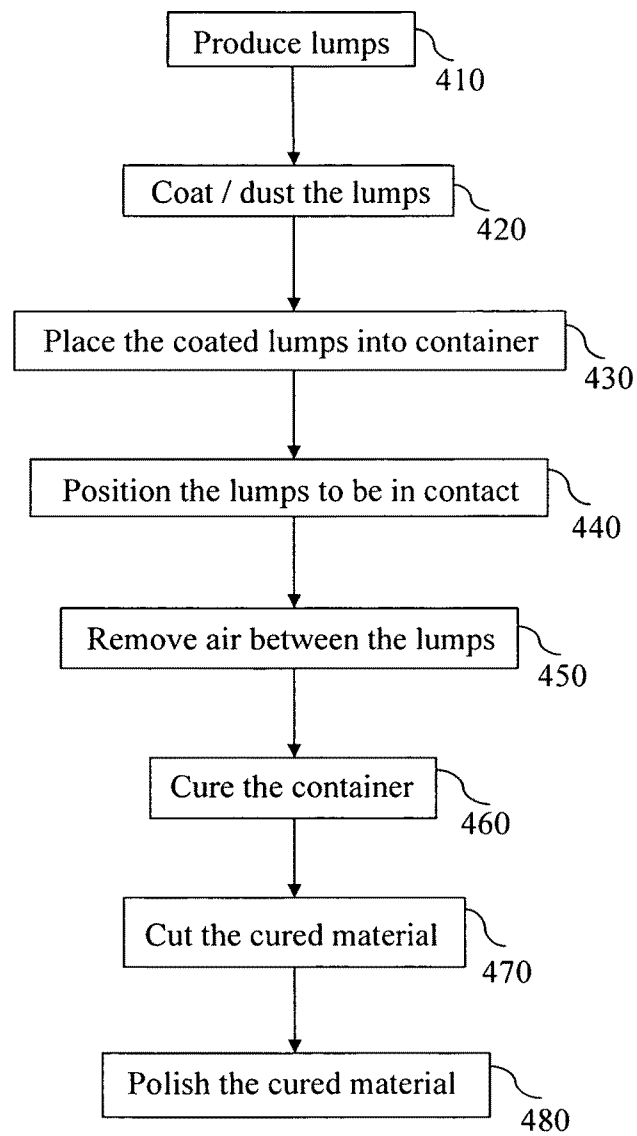 Produce lumps
410
Coat / dust the lumps
420
Place the coated lumps into container
430
Position the lumps to be in contact
440
Remove air between the lumps
450
Cure the container
460
Cut the cured material
470
Polish the cured material
480